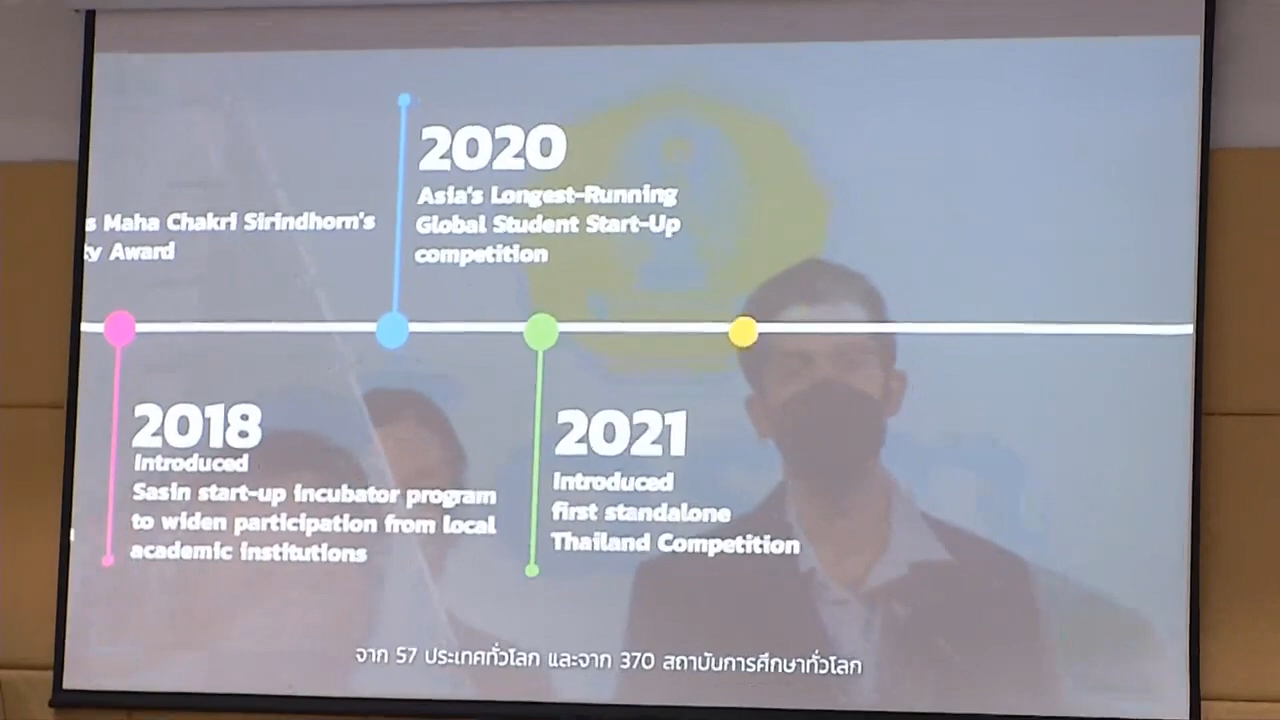 2020
Asia's Longest-Running
Global Student Start-Up
competition
s Maha Chakri Sirindhorn's
ty Award
2018
Introduced
Sasin start-up incubator program
to widen participation from local
academic institutions
2021
Introduced
first standalone
Thailand Competition
จาก 57 ประเทศทั่วโลก และจาก 370 สถาบันการศึกษาทั่วโลก